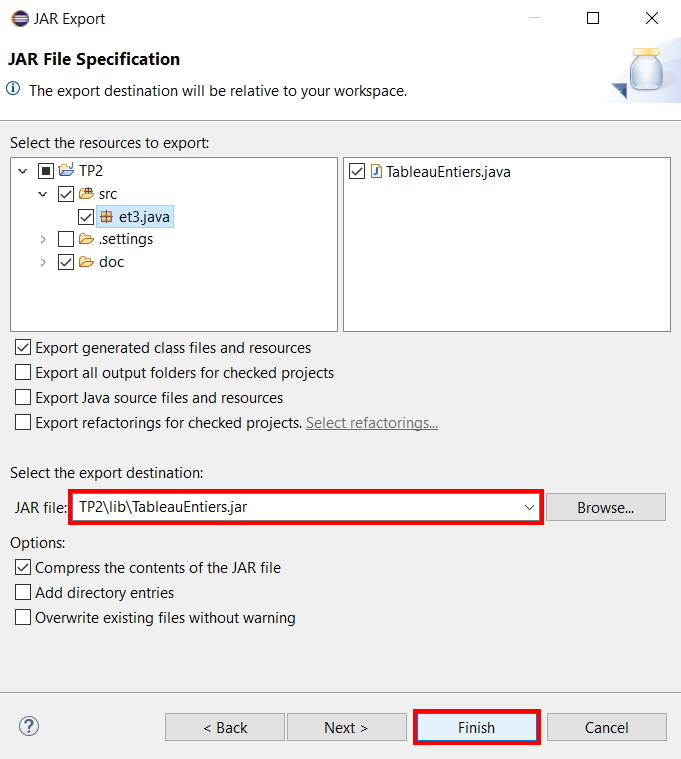 JAR Export
JAR File Specification
The export destination will be relative to your workspace.
Select the resources to export:
TP2
src
et3.java
.settings
doc
TableauEntiers.java
Export generated class files and resources
Export all output folders for checked projects
Export Java source files and resources
Export refactorings for checked projects. Select refactorings...
Select the export destination:
JAR file: TP2\lib\TableauEntiers.jar Browse...
Options:
Compress the contents of the JAR file
Add directory entries
Overwrite existing files without warning
? < Back Next > Finish Cancel